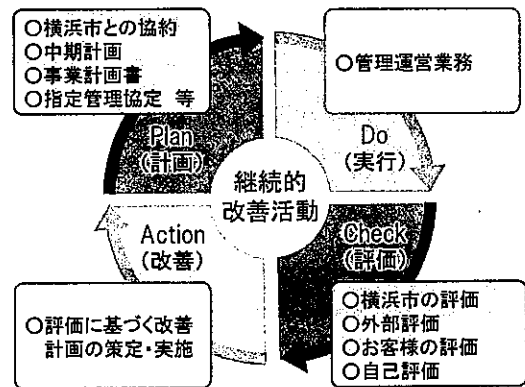 ○横浜市との協約
○中期計画
○事業計画書
○指定管理協定 等
○管理運営業務
Plan
(計画)
Do
(実行)
継続的
改善活動
Action
(改善)
Check
(評価)
○評価に基づく改善
計画の策定・実施
○横浜市の評価
○外部評価
○お客様の評価
○自己評価